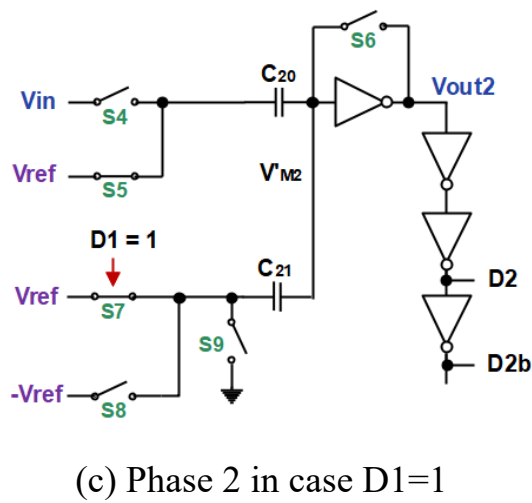 S6
C20
Vin
S4
Vout2
Vref
S5
V'M2
D1 = 1
C21
Vref
S7
S9
D2
-Vref
S8
D2b
(c) Phase 2 in case D1=1